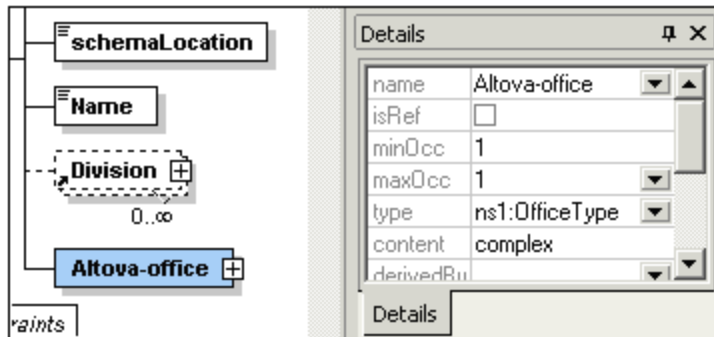 schemaLocation
Name
Division
0..∞
Altova-office
raints
Details
name Altova-office
isRef
minOcc 1
maxOcc 1
type ns1:OfficeType
content complex
derivedBy
Details